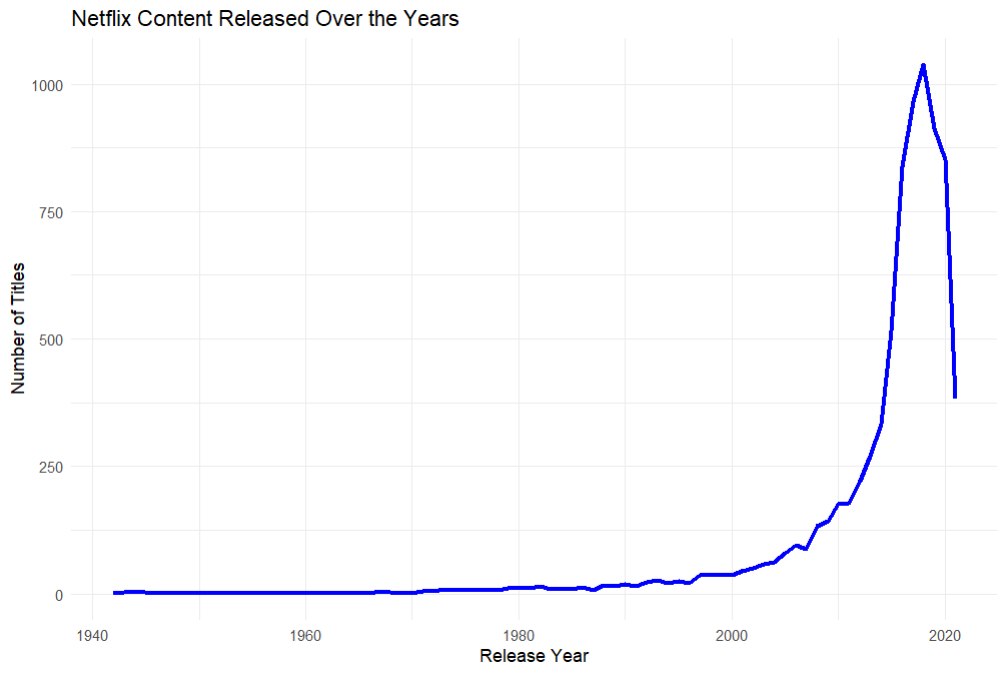 Netflix Content Released Over the Years
1000
750
500
250
0
Number of Titles
1940 1960 1980 2000 2020
Release Year